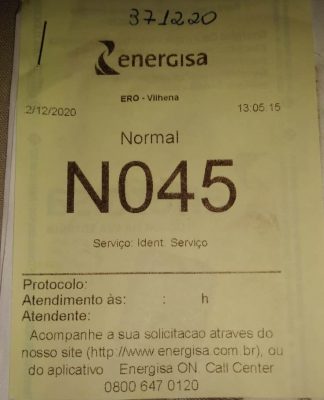 371220
energisa
ERO - Vilhena
2/12/2020 13:05:15
Normal
N045
Serviço: Ident. Serviço
Protocolo:
Atendimento às: : h
Atendente:
Acompanhe a sua solicitacao atraves do
nosso site (http://www.energisa.com.br), ou
do aplicativo Energisa ON. Call Center
0800 647 0120